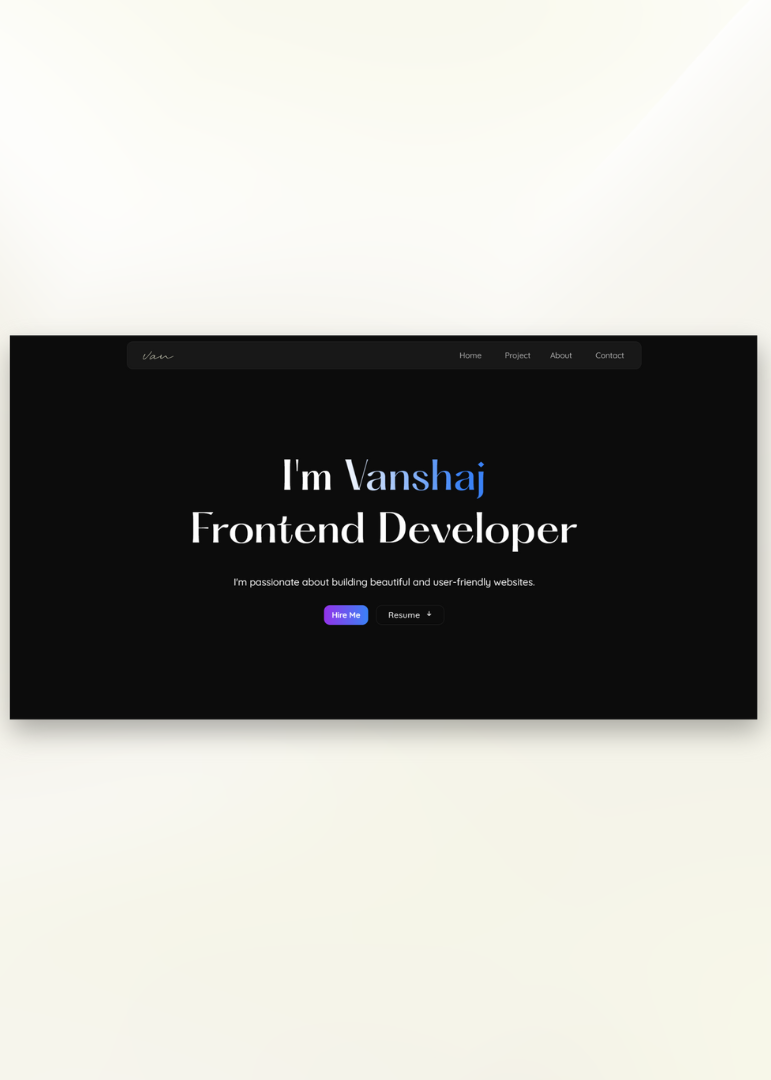 van
Home Project About Contact
I'm Vanshaj
Frontend Developer
I'm passionate about building beautiful and user-friendly websites.
Hire Me Resume